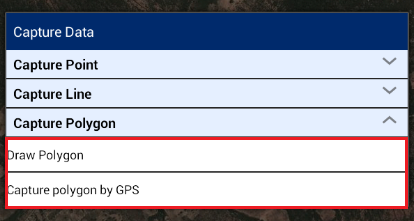 Capture Data
Capture Point
Capture Line
Capture Polygon
Draw Polygon
Capture polygon by GPS